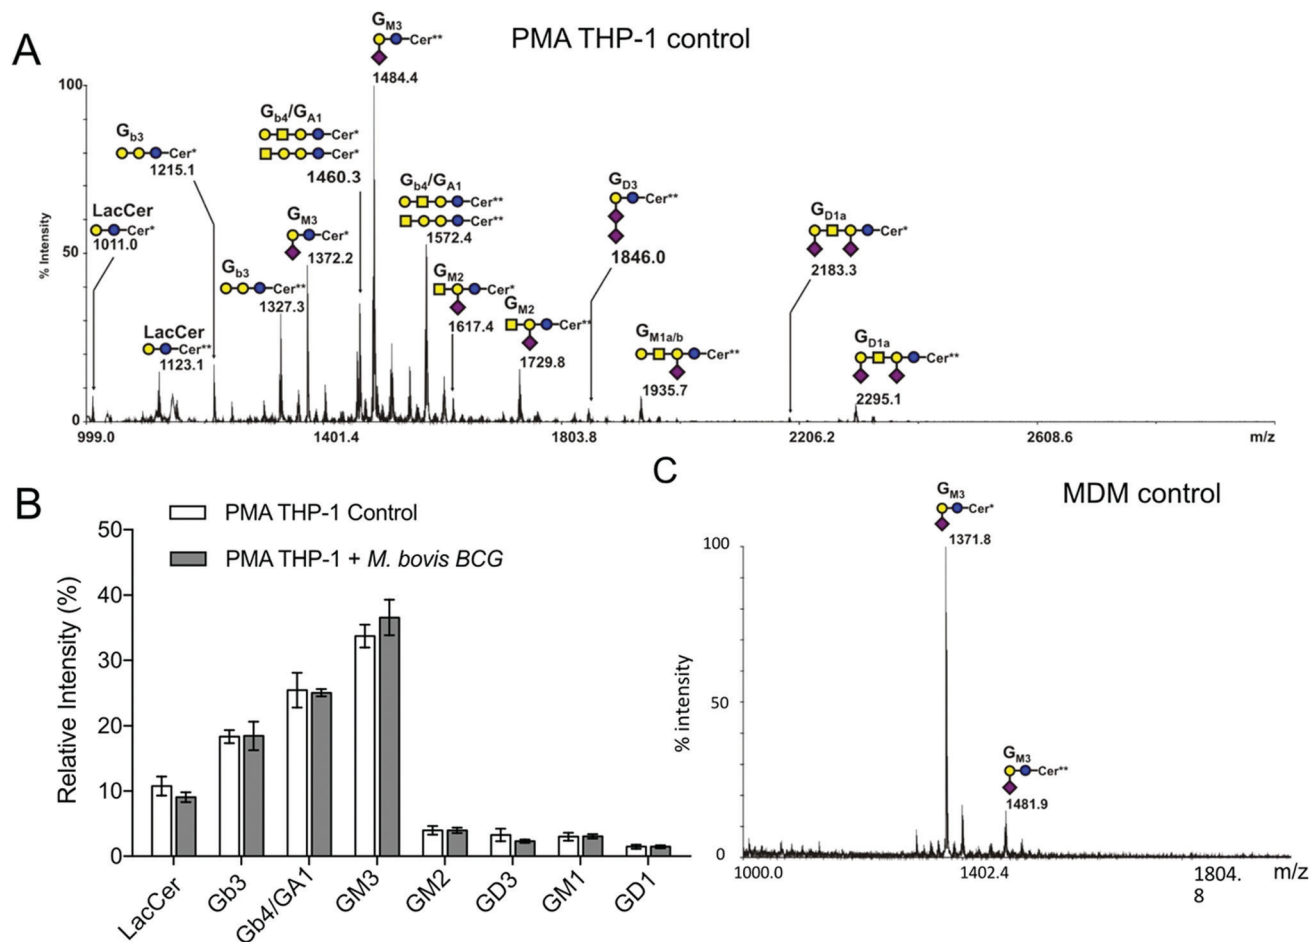 A
PMA THP-1 control
% Intensity
100
50
0
999.0
1401.4
1803.8
2206.2
2608.6
m/z
LacCer
Cer*
1011.0
Gb3
Cer*
1215.1
LacCer
Cer**
1123.1
Gb3
Cer**
1327.3
GM3
Cer*
1372.2
Gb4/GA1
Cer*
Cer*
1460.3
GM3
Cer**
1484.4
Gb4/GA1
Cer**
Cer**
1572.4
GM2
Cer*
1617.4
GM2
Cer**
1729.8
GD3
Cer**
1846.0
GM1a/b
Cer**
1935.7
GD1a
Cer*
2183.3
GD1a
Cer**
2295.1
B
PMA THP-1 Control
PMA THP-1 + M. bovis BCG
Relative Intensity (%)
50
40
30
20
10
0
LacCer
Gb3
Gb4/GA1
GM3
GM2
GD3
GM1
GD1
C
MDM control
% intensity
100
50
0
GM3
Cer*
1371.8
GM3
Cer**
1481.9
1000.0
1402.4
1804.
8
m/z